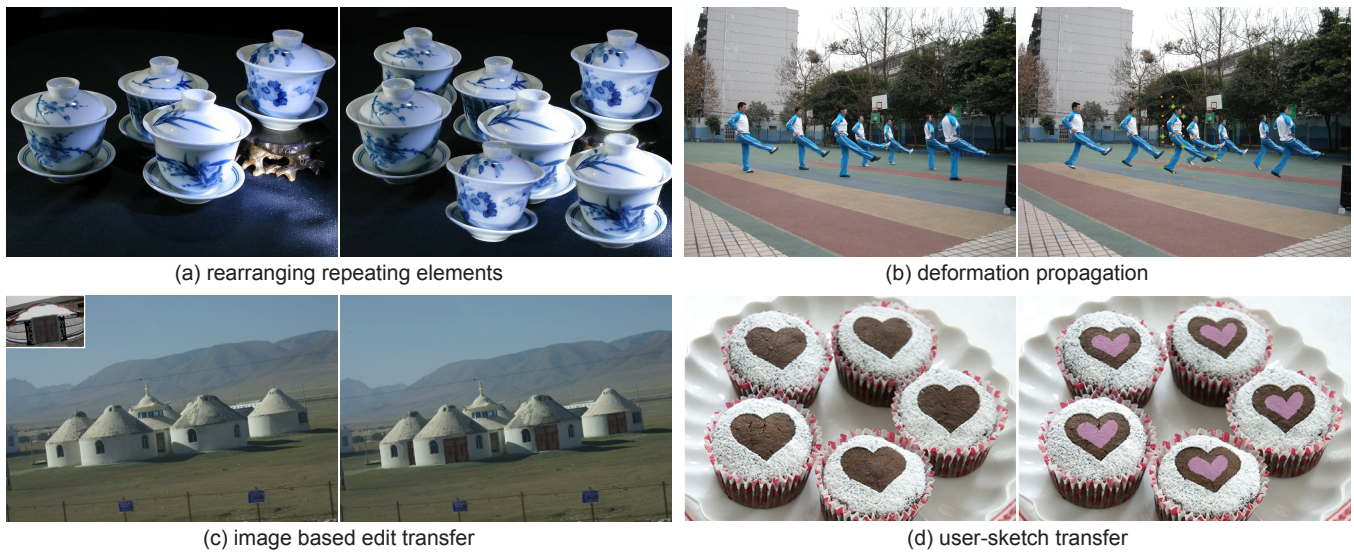 (a) rearranging repeating elements
(b) deformation propagation
(c) image based edit transfer
(d) user-sketch transfer